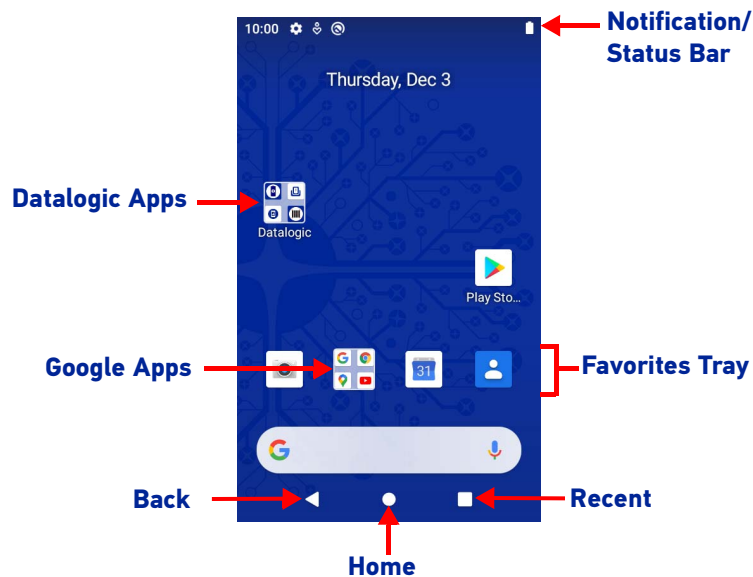 10:00
Notification/
Status Bar
Thursday, Dec 3
Datalogic Apps
Datalogic
Play Sto...
Google Apps
31
Favorites Tray
G
Back
Recent
Home